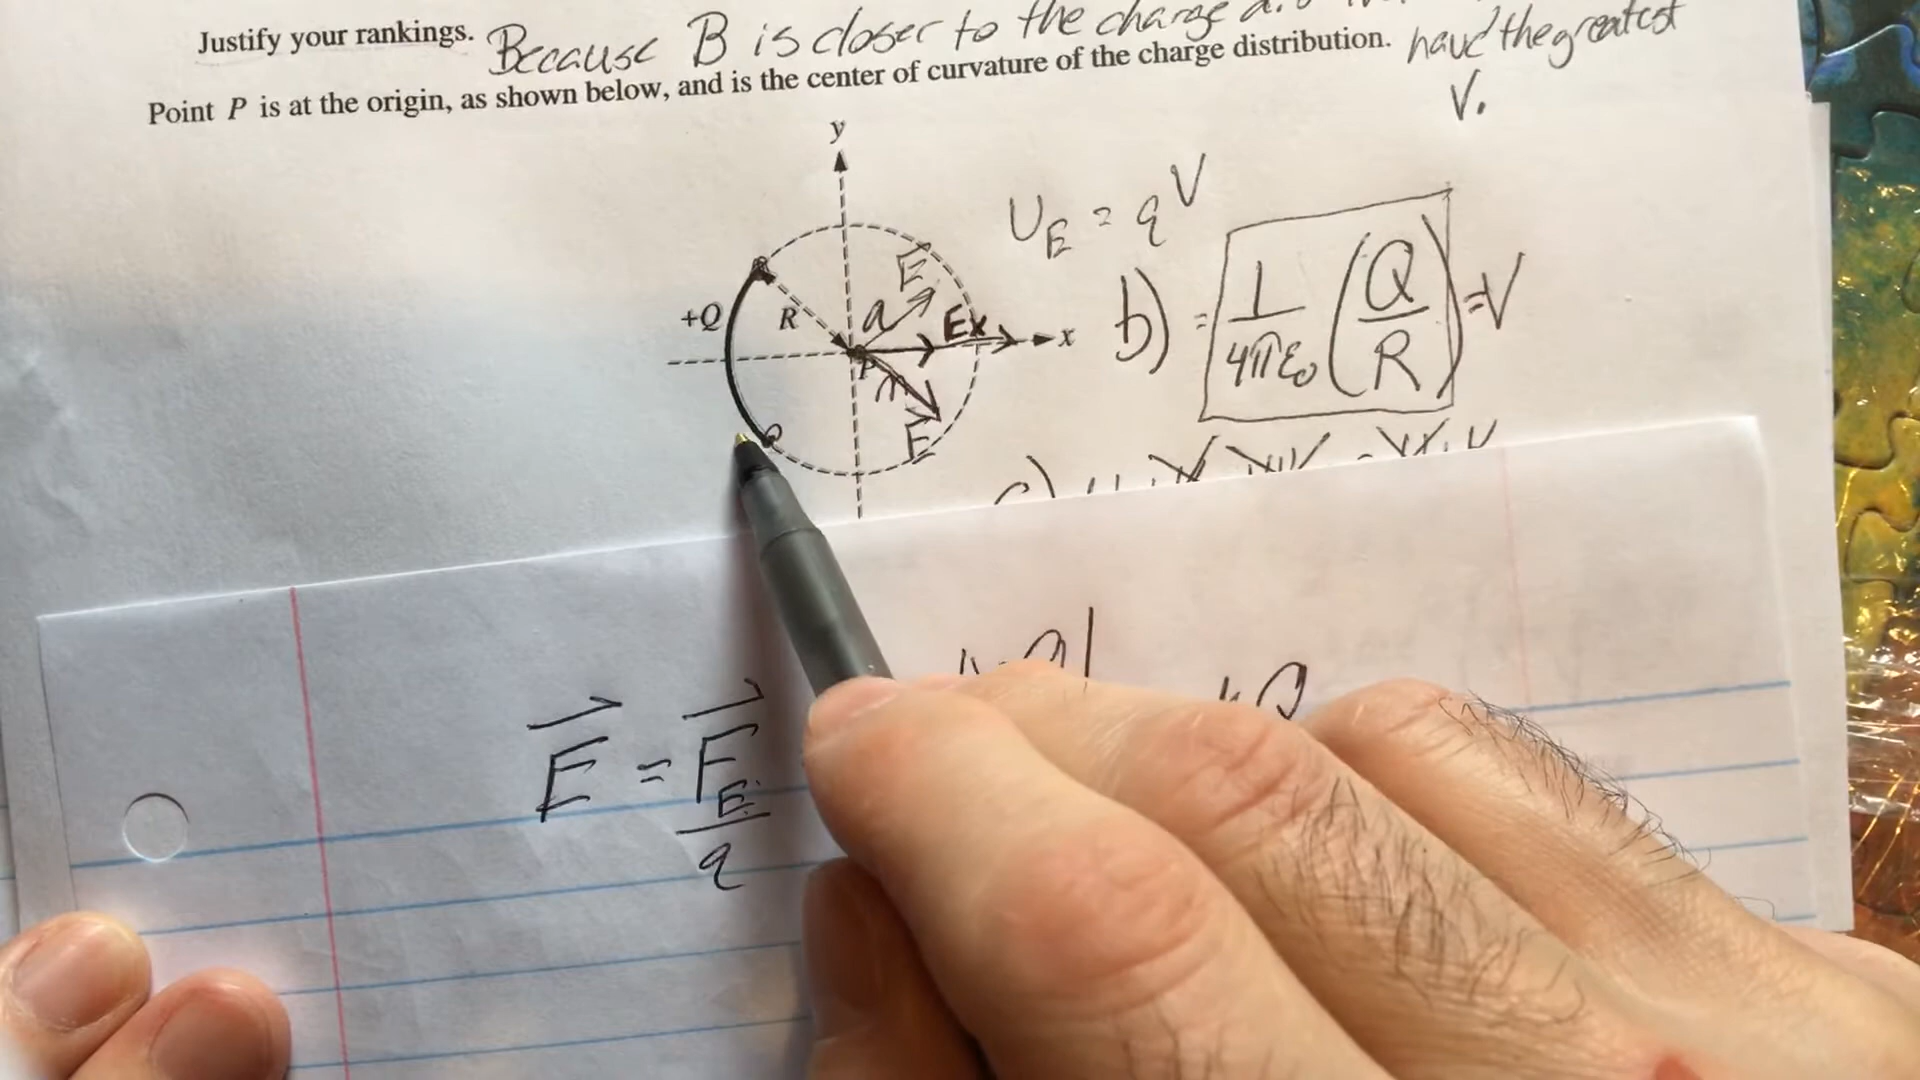 Justify your rankings. Because B is closer to the charge
Point P is at the origin, as shown below, and is the center of curvature of the charge distribution. have the greatest
V.
y
U_E = qV
+Q
R
a
E
Ex
x
P
E
b) = 1/4πε₀ (Q/R) = V
c)
E = F_E/q